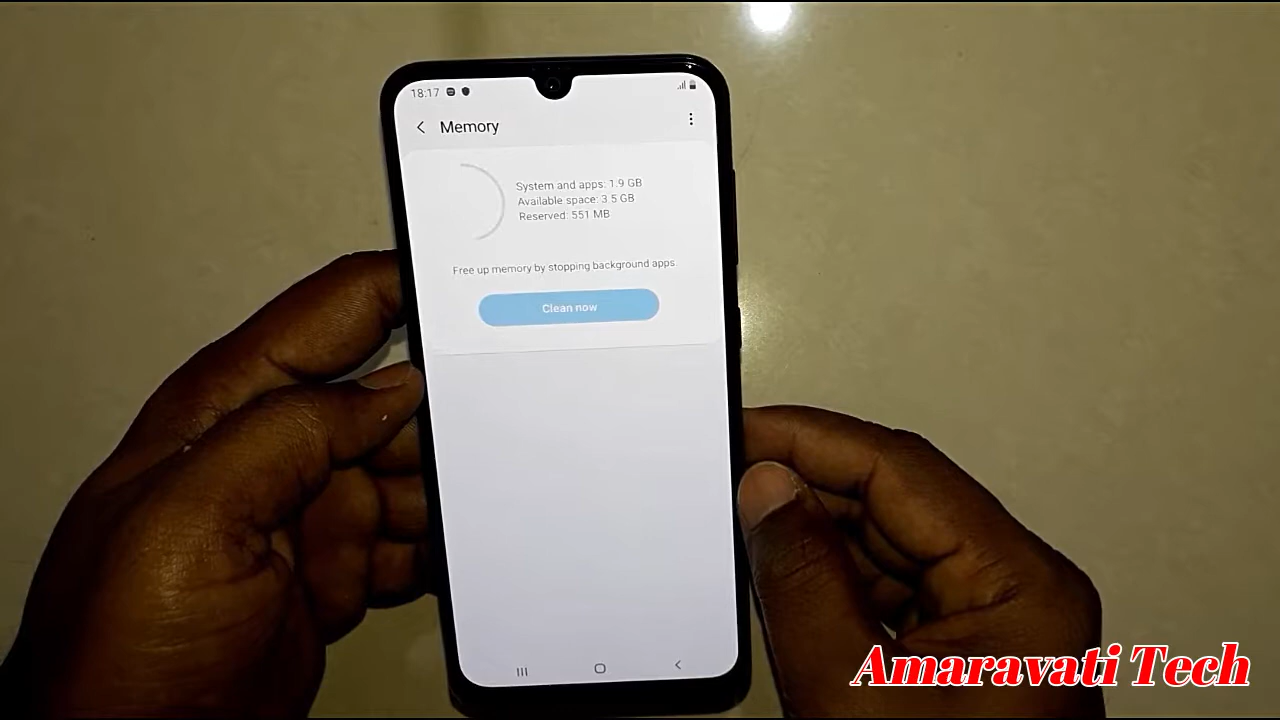 18:17
Memory
System and apps: 1.9 GB
Available space: 3.5 GB
Reserved: 551 MB
Free up memory by stopping background apps.
Clean now
Amaravati Tech